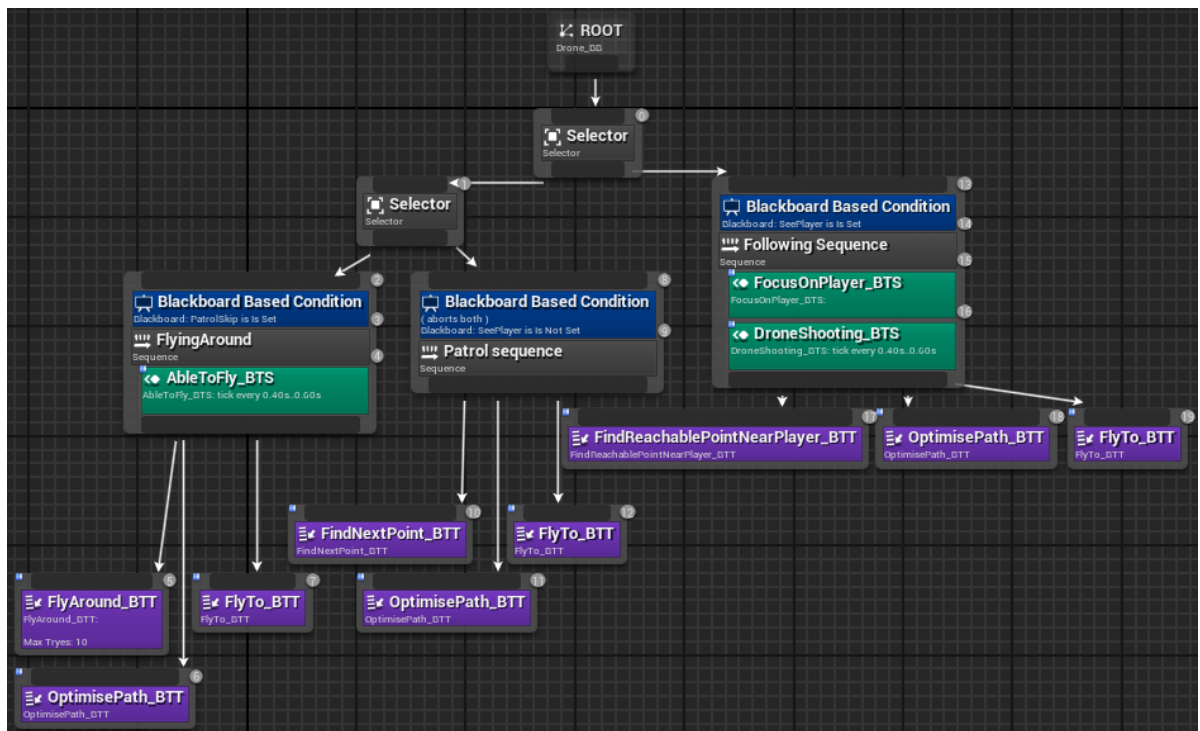 ROOT
Drone_BB
0
Selector
Selector
1
Selector
Selector
13
Blackboard Based Condition
Blackboard: SeePlayer is Is Set
14
Following Sequence
Sequence
15
FocusOnPlayer_BTS
FocusOnPlayer_BTS:
16
DroneShooting_BTS
DroneShooting_BTS: tick every 0.40s..0.60s
2
Blackboard Based Condition
Blackboard: PatrolSkip is Is Set
3
FlyingAround
Sequence
4
AbleToFly_BTS
AbleToFly_BTS: tick every 0.40s..0.60s
8
Blackboard Based Condition
( aborts both )
Blackboard: SeePlayer is Is Not Set
9
Patrol sequence
Sequence
17
FindReachablePointNearPlayer_BTT
FindReachablePointNearPlayer_BTT
18
OptimisePath_BTT
OptimisePath_BTT
19
FlyTo_BTT
FlyTo_BTT
10
FindNextPoint_BTT
FindNextPoint_BTT
12
FlyTo_BTT
FlyTo_BTT
5
FlyAround_BTT
FlyAround_BTT:
Max Tryes: 10
7
FlyTo_BTT
FlyTo_BTT
11
OptimisePath_BTT
OptimisePath_BTT
6
OptimisePath_BTT
OptimisePath_BTT